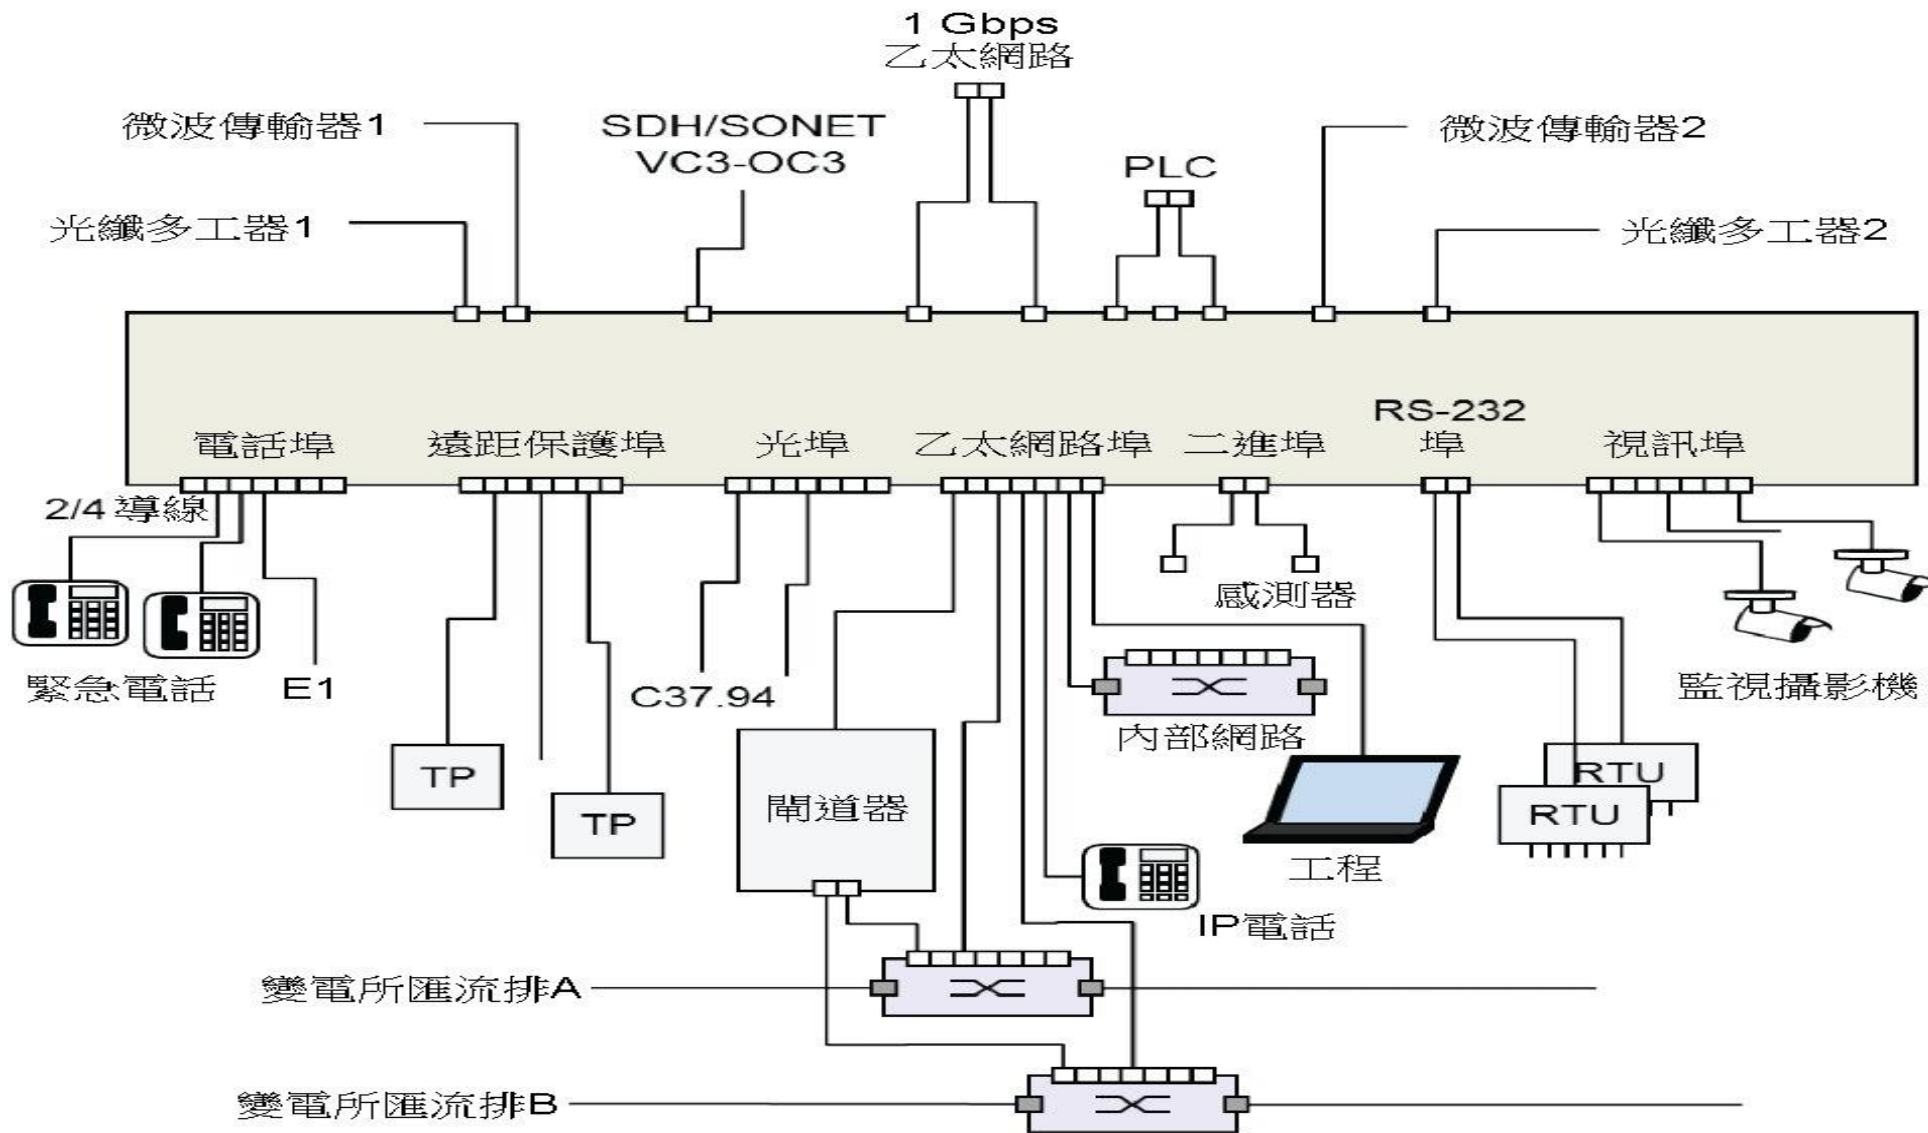 1 Gbps
乙太網路
微波傳輸器1
SDH/SONET
VC3-OC3
PLC
微波傳輸器2
光纖多工器1
光纖多工器2
電話埠
遠距保護埠
光埠
乙太網路埠
二進埠
RS-232
埠
視訊埠
2/4 導線
緊急電話
E1
C37.94
感測器
內部網路
監視攝影機
TP
TP
閘道器
RTU
RTU
工程
IP電話
變電所匯流排A
變電所匯流排B